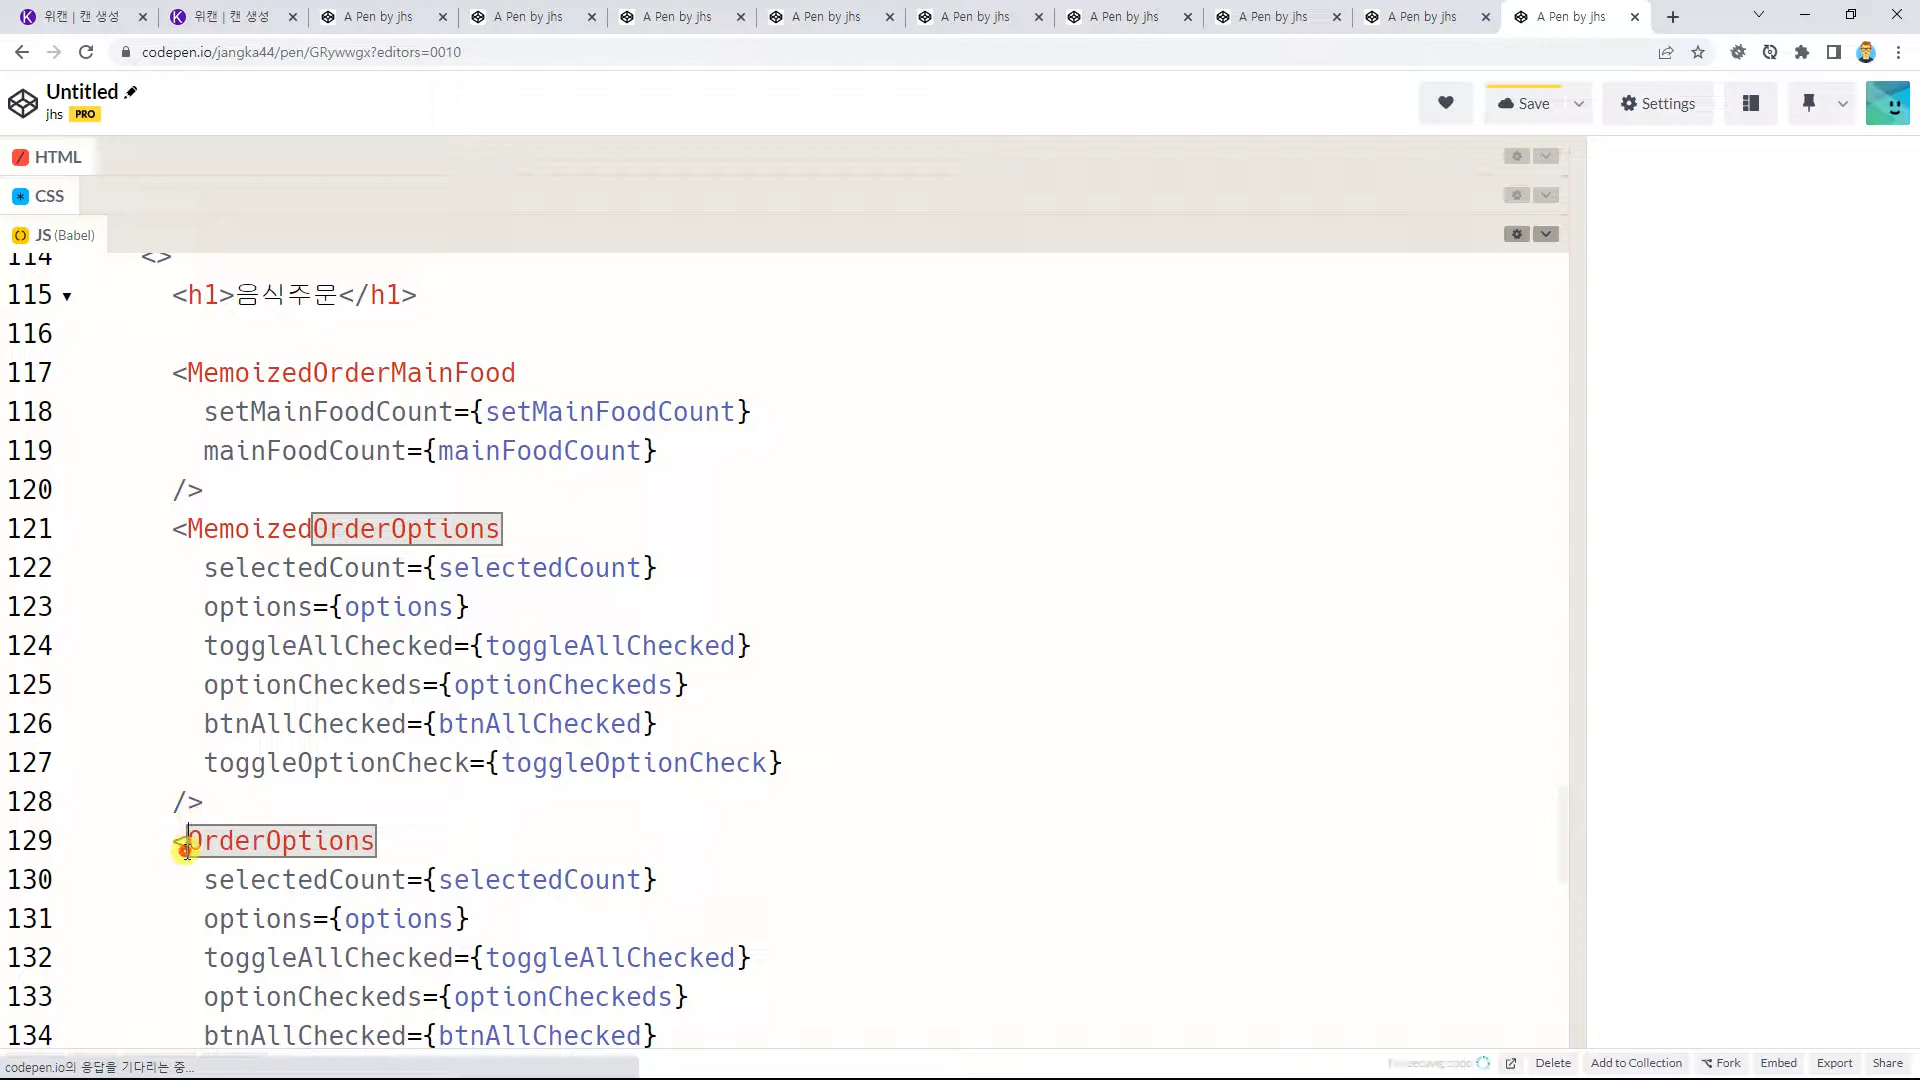 위캔 | 캔 생성
위캔 | 캔 생성
A Pen by jhs
A Pen by jhs
A Pen by jhs
A Pen by jhs
A Pen by jhs
A Pen by jhs
A Pen by jhs
A Pen by jhs
A Pen by jhs
codepen.io/jangka44/pen/GRywwgx?editors=0010
Untitled
jhs PRO
Save
Settings
HTML
CSS
JS (Babel)
114 <>
115 <h1>음식주문</h1>
116
117 <MemoizedOrderMainFood
118 setMainFoodCount={setMainFoodCount}
119 mainFoodCount={mainFoodCount}
120 />
121 <MemoizedOrderOptions
122 selectedCount={selectedCount}
123 options={options}
124 toggleAllChecked={toggleAllChecked}
125 optionCheckeds={optionCheckeds}
126 btnAllChecked={btnAllChecked}
127 toggleOptionCheck={toggleOptionCheck}
128 />
129 <OrderOptions
130 selectedCount={selectedCount}
131 options={options}
132 toggleAllChecked={toggleAllChecked}
133 optionCheckeds={optionCheckeds}
134 btnAllChecked={btnAllChecked}
codepen.io의 응답을 기다리는 중...
Delete
Add to Collection
Fork
Embed
Export
Share